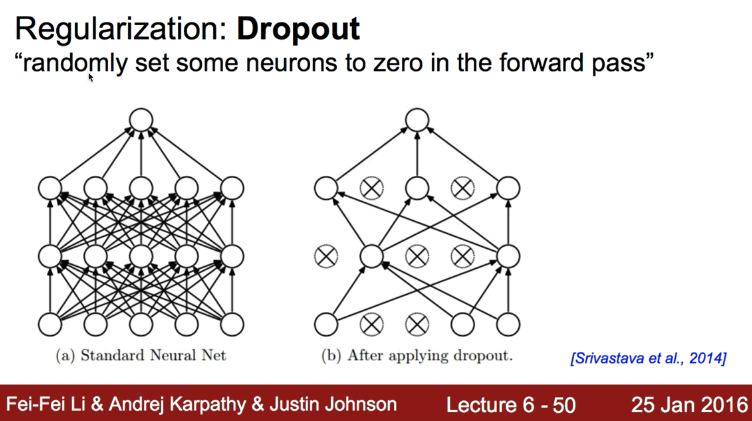 Regularization: Dropout
“randomly set some neurons to zero in the forward pass”
(a) Standard Neural Net
(b) After applying dropout.
[Srivastava et al., 2014]
Fei-Fei Li & Andrej Karpathy & Justin Johnson
Lecture 6 - 50
25 Jan 2016